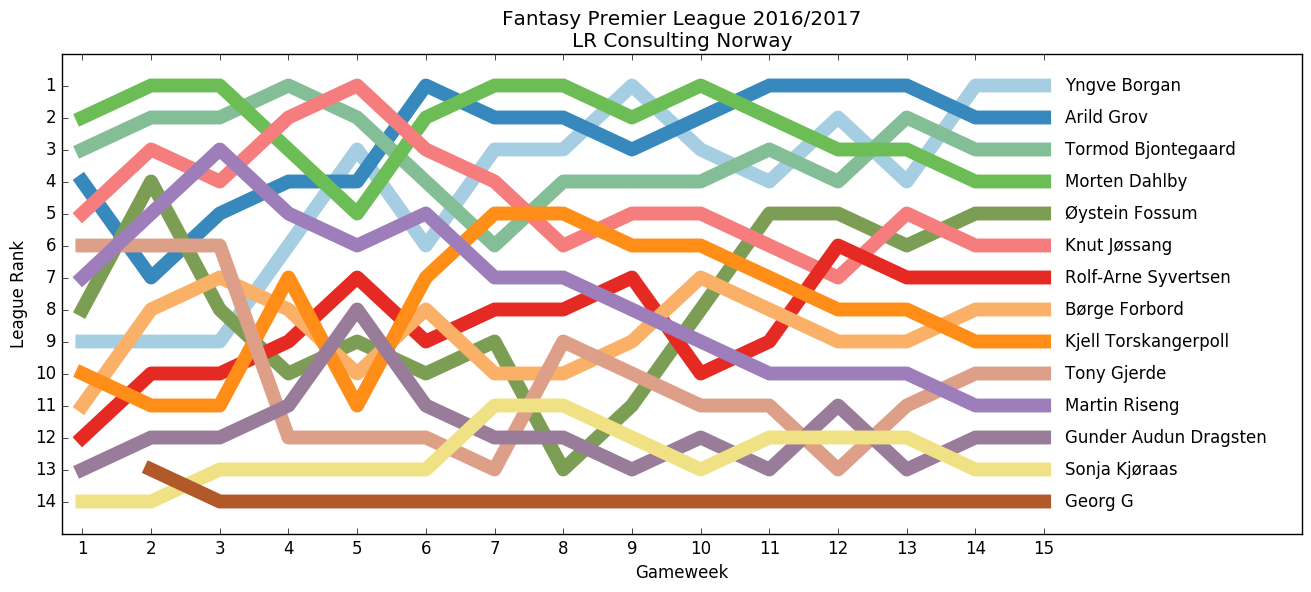 Fantasy Premier League 2016/2017
LR Consulting Norway
League Rank
1
2
3
4
5
6
7
8
9
10
11
12
13
14
Yngve Borgan
Arild Grov
Tormod Bjontegaard
Morten Dahlby
Øystein Fossum
Knut Jøssang
Rolf-Arne Syvertsen
Børge Forbord
Kjell Torskangerpoll
Tony Gjerde
Martin Riseng
Gunder Audun Dragsten
Sonja Kjøraas
Georg G
1 2 3 4 5 6 7 8 9 10 11 12 13 14 15
Gameweek